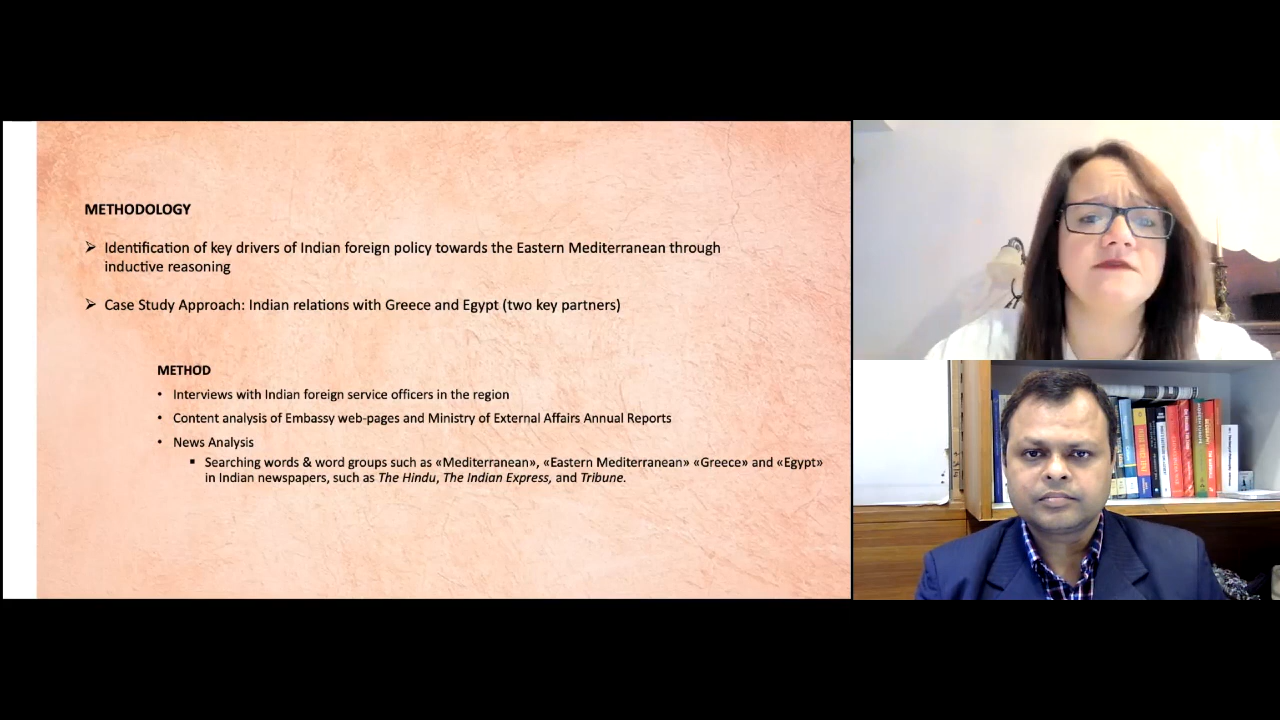 METHODOLOGY
➢ Identification of key drivers of Indian foreign policy towards the Eastern Mediterranean through
inductive reasoning
➢ Case Study Approach: Indian relations with Greece and Egypt (two key partners)
METHOD
• Interviews with Indian foreign service officers in the region
• Content analysis of Embassy web-pages and Ministry of External Affairs Annual Reports
• News Analysis
▪ Searching words & word groups such as «Mediterranean», «Eastern Mediterranean» «Greece» and «Egypt»
in Indian newspapers, such as The Hindu, The Indian Express, and Tribune.